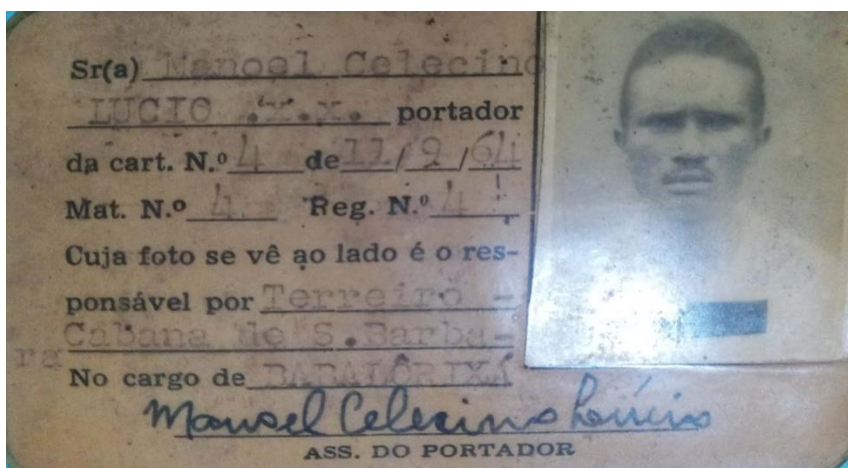 Sr(a) Manoel Celecino
LUCIO .x.x. portador
da cart. N.º 4 de 11/9/64
Mat. N.º 4 Reg. N.º 4
Cuja foto se vê ao lado é o res-
ponsável por Terreiro -
Cabana de S.Barba-
ra
No cargo de BABALÔRIXÁ
Manoel Celecino
ASS. DO PORTADOR